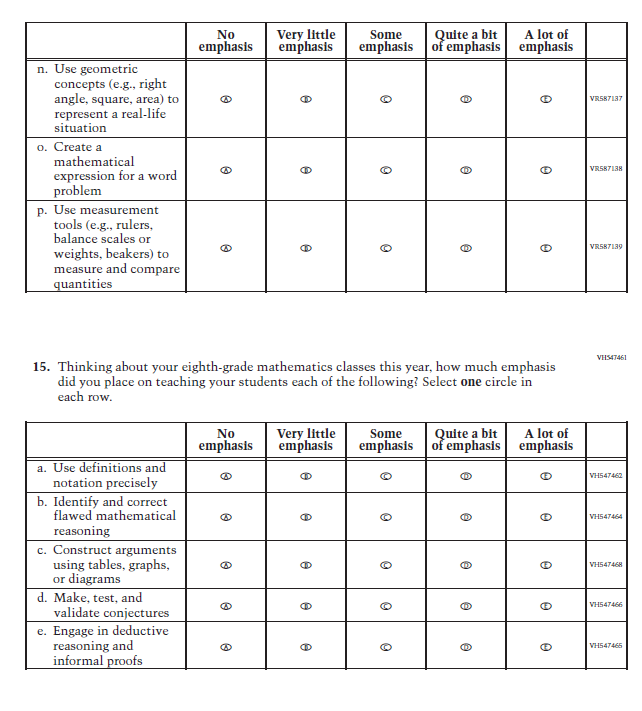 No emphasis Very little emphasis Some emphasis Quite a bit of emphasis A lot of emphasis
n. Use geometric
concepts (e.g., right
angle, square, area) to
represent a real-life
situation
A B C D E VR587137
o. Create a
mathematical
expression for a word
problem
A B C D E VR587138
p. Use measurement
tools (e.g., rulers,
balance scales or
weights, beakers) to
measure and compare
quantities
A B C D E VR587139
VH547461
15. Thinking about your eighth-grade mathematics classes this year, how much emphasis
did you place on teaching your students each of the following? Select one circle in
each row.
No emphasis Very little emphasis Some emphasis Quite a bit of emphasis A lot of emphasis
a. Use definitions and
notation precisely
A B C D E VH547462
b. Identify and correct
flawed mathematical
reasoning
A B C D E VH547464
c. Construct arguments
using tables, graphs,
or diagrams
A B C D E VH547468
d. Make, test, and
validate conjectures
A B C D E VH547466
e. Engage in deductive
reasoning and
informal proofs
A B C D E VH547465